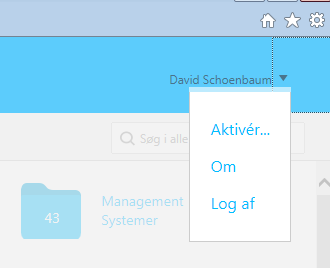 David Schoenbaum
Aktivér...
Søg i alle
Om
Management
Systemer
43
Log af